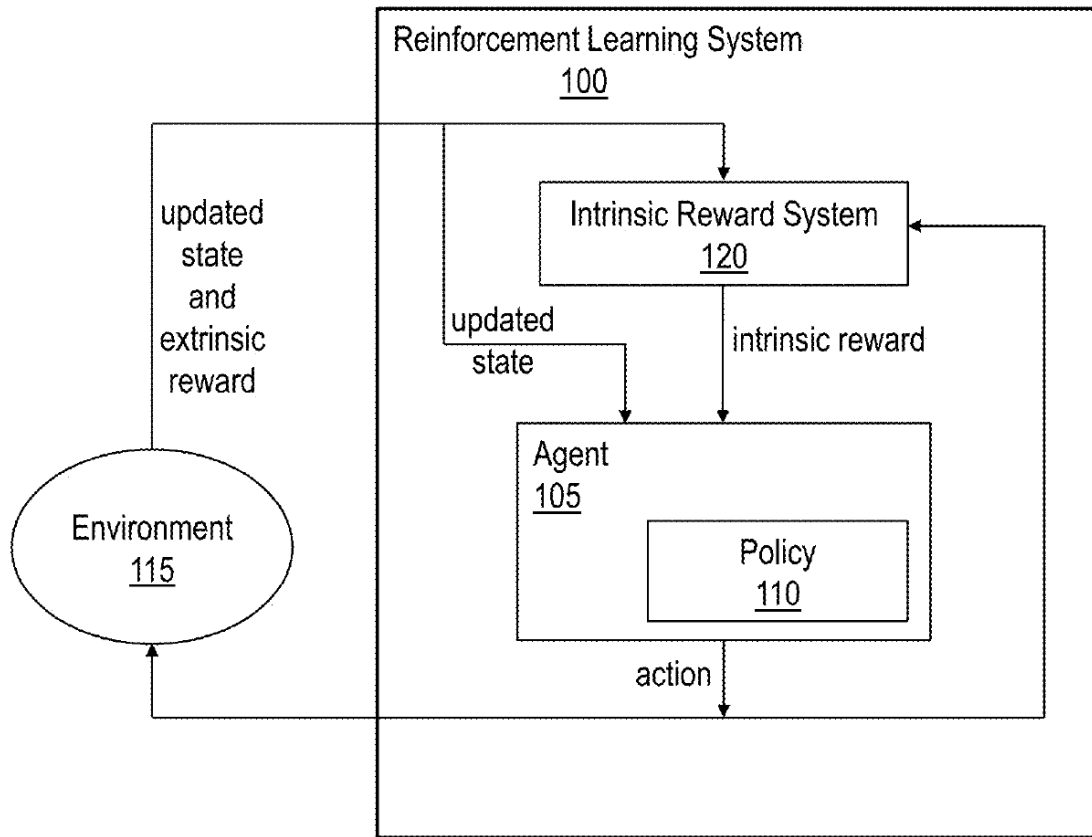 Reinforcement Learning System
100
updated
state
and
extrinsic
reward
Intrinsic Reward System
120
updated
state
intrinsic reward
Agent
105
Policy
110
Environment
115
action